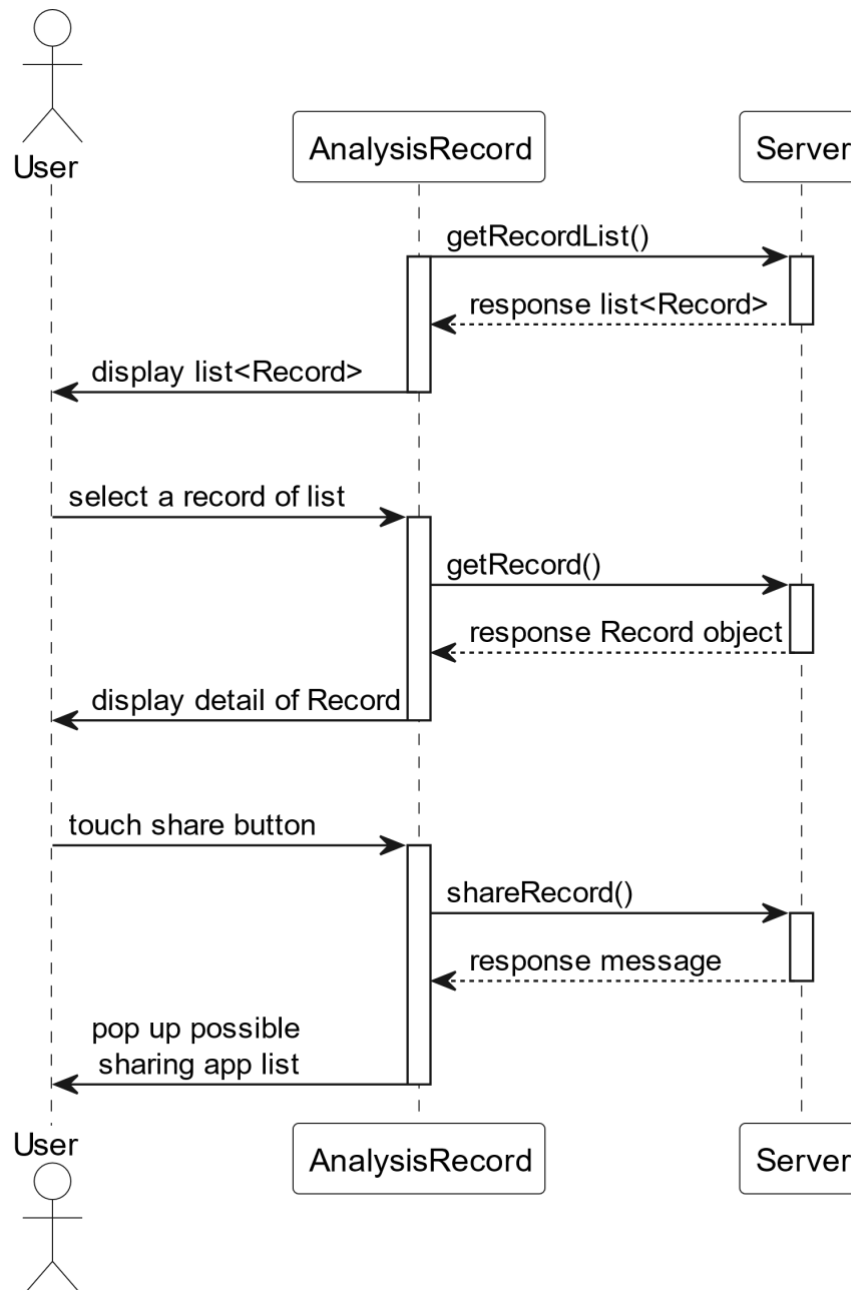 User
AnalysisRecord
Server
getRecordList()
response list<Record>
display list<Record>
select a record of list
getRecord()
response Record object
display detail of Record
touch share button
shareRecord()
response message
pop up possible
sharing app list
User
AnalysisRecord
Server